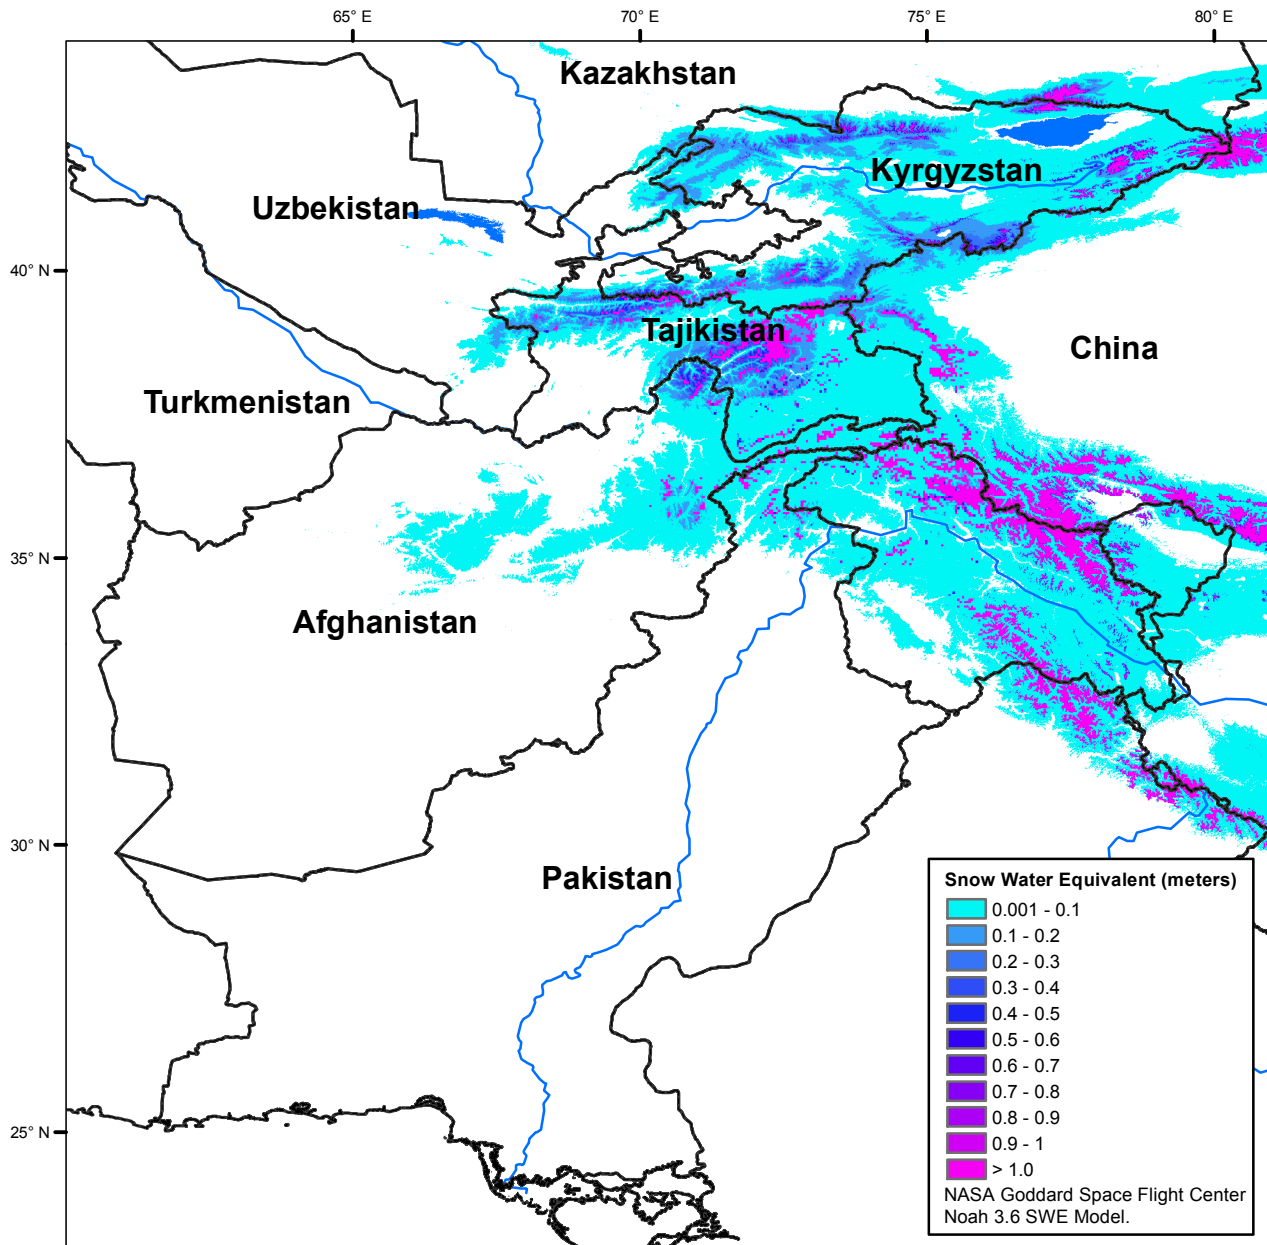 65° E
70° E
75° E
80° E
Kazakhstan
Kyrgyzstan
Uzbekistan
40° N
Tajikistan
China
Turkmenistan
35° N
Afghanistan
30° N
Pakistan
25° N
Snow Water Equivalent (meters)
0.001 - 0.1
0.1 - 0.2
0.2 - 0.3
0.3 - 0.4
0.4 - 0.5
0.5 - 0.6
0.6 - 0.7
0.7 - 0.8
0.8 - 0.9
0.9 - 1
> 1.0
NASA Goddard Space Flight Center
Noah 3.6 SWE Model.